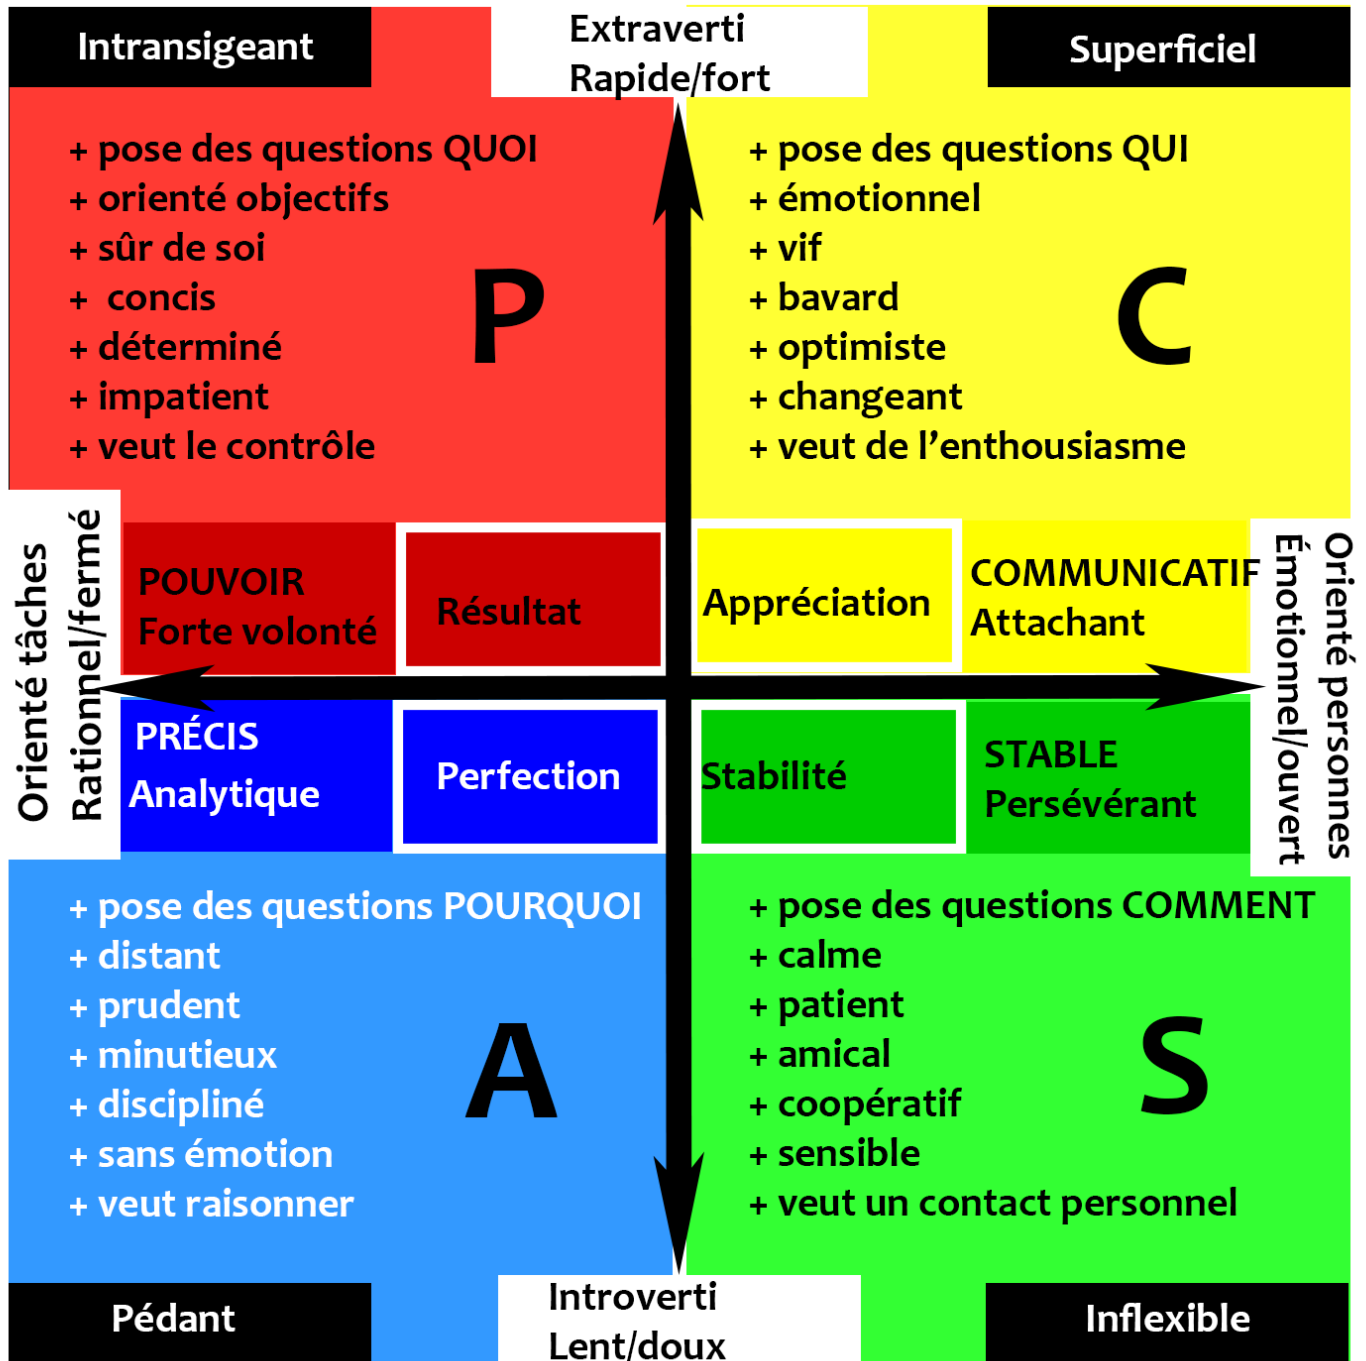 Intransigeant
Extraverti
Rapide/fort
Superficiel
+ pose des questions QUOI
+ orienté objectifs
+ sûr de soi
+ concis
+ déterminé
+ impatient
+ veut le contrôle
P
+ pose des questions QUI
+ émotionnel
+ vif
+ bavard
+ optimiste
+ changeant
+ veut de l’enthousiasme
C
Orienté tâches
Rationnel/fermé
POUVOIR
Forte volonté
Résultat
Appréciation
COMMUNICATIF
Attachant
Orienté personnes
Émotionnel/ouvert
PRÉCIS
Analytique
Perfection
Stabilité
STABLE
Persévérant
+ pose des questions POURQUOI
+ distant
+ prudent
+ minutieux
+ discipliné
+ sans émotion
+ veut raisonner
A
+ pose des questions COMMENT
+ calme
+ patient
+ amical
+ coopératif
+ sensible
+ veut un contact personnel
S
Pédant
Introverti
Lent/doux
Inflexible